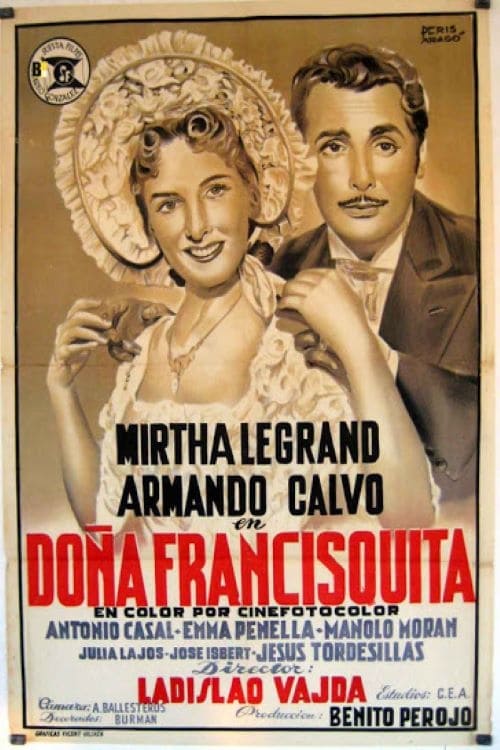 PERIS
ARAGÓ
MIRTHA LEGRAND
ARMANDO CALVO
en
DOÑA FRANCISQUITA
EN COLOR POR CINEFOTOCOLOR
ANTONIO CASAL-EMMA PENELLA-MANOLO MORAN
JULIA LAJOS-JOSE ISBERT-JESUS TORDESILLAS
Director:
LADISLAO VAJDA
Estudios: C.E.A.
Cámara: A. BALLESTEROS
Decorados: BURMAN
Produccion: BENITO PEROJO